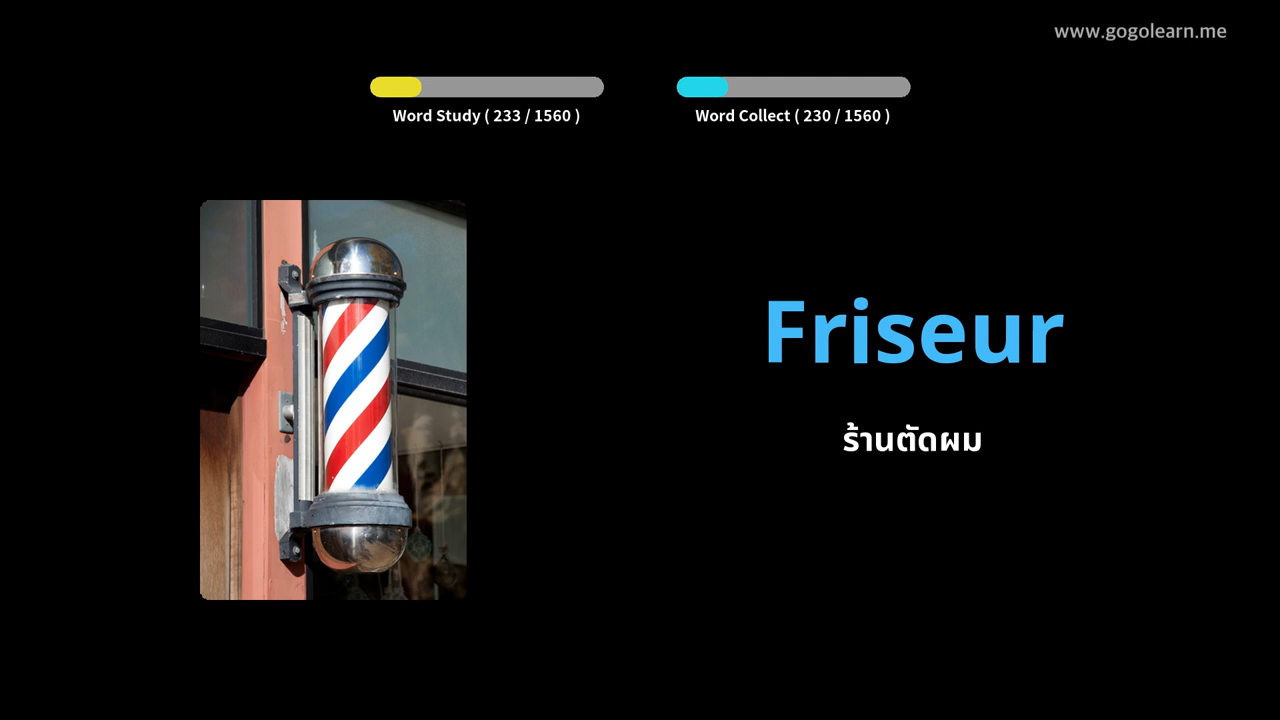 www.gogolearn.me
Word Study ( 233 / 1560 )
Word Collect ( 230 / 1560 )
Friseur
ร้านตัดผม